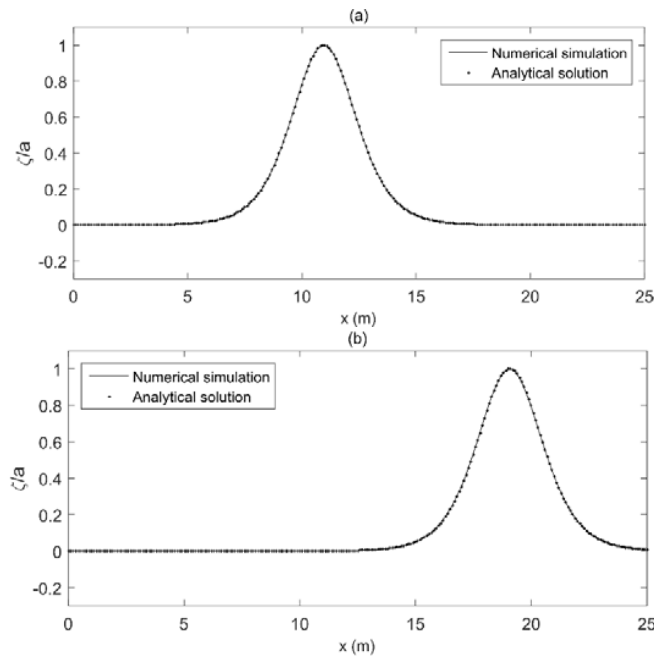 (a)
1
0.8
0.6
0.4
0.2
0
-0.2
ζ/a
Numerical simulation
Analytical solution
0 5 10 15 20 25
x (m)
(b)
1
0.8
0.6
0.4
0.2
0
-0.2
ζ/a
Numerical simulation
Analytical solution
0 5 10 15 20 25
x (m)